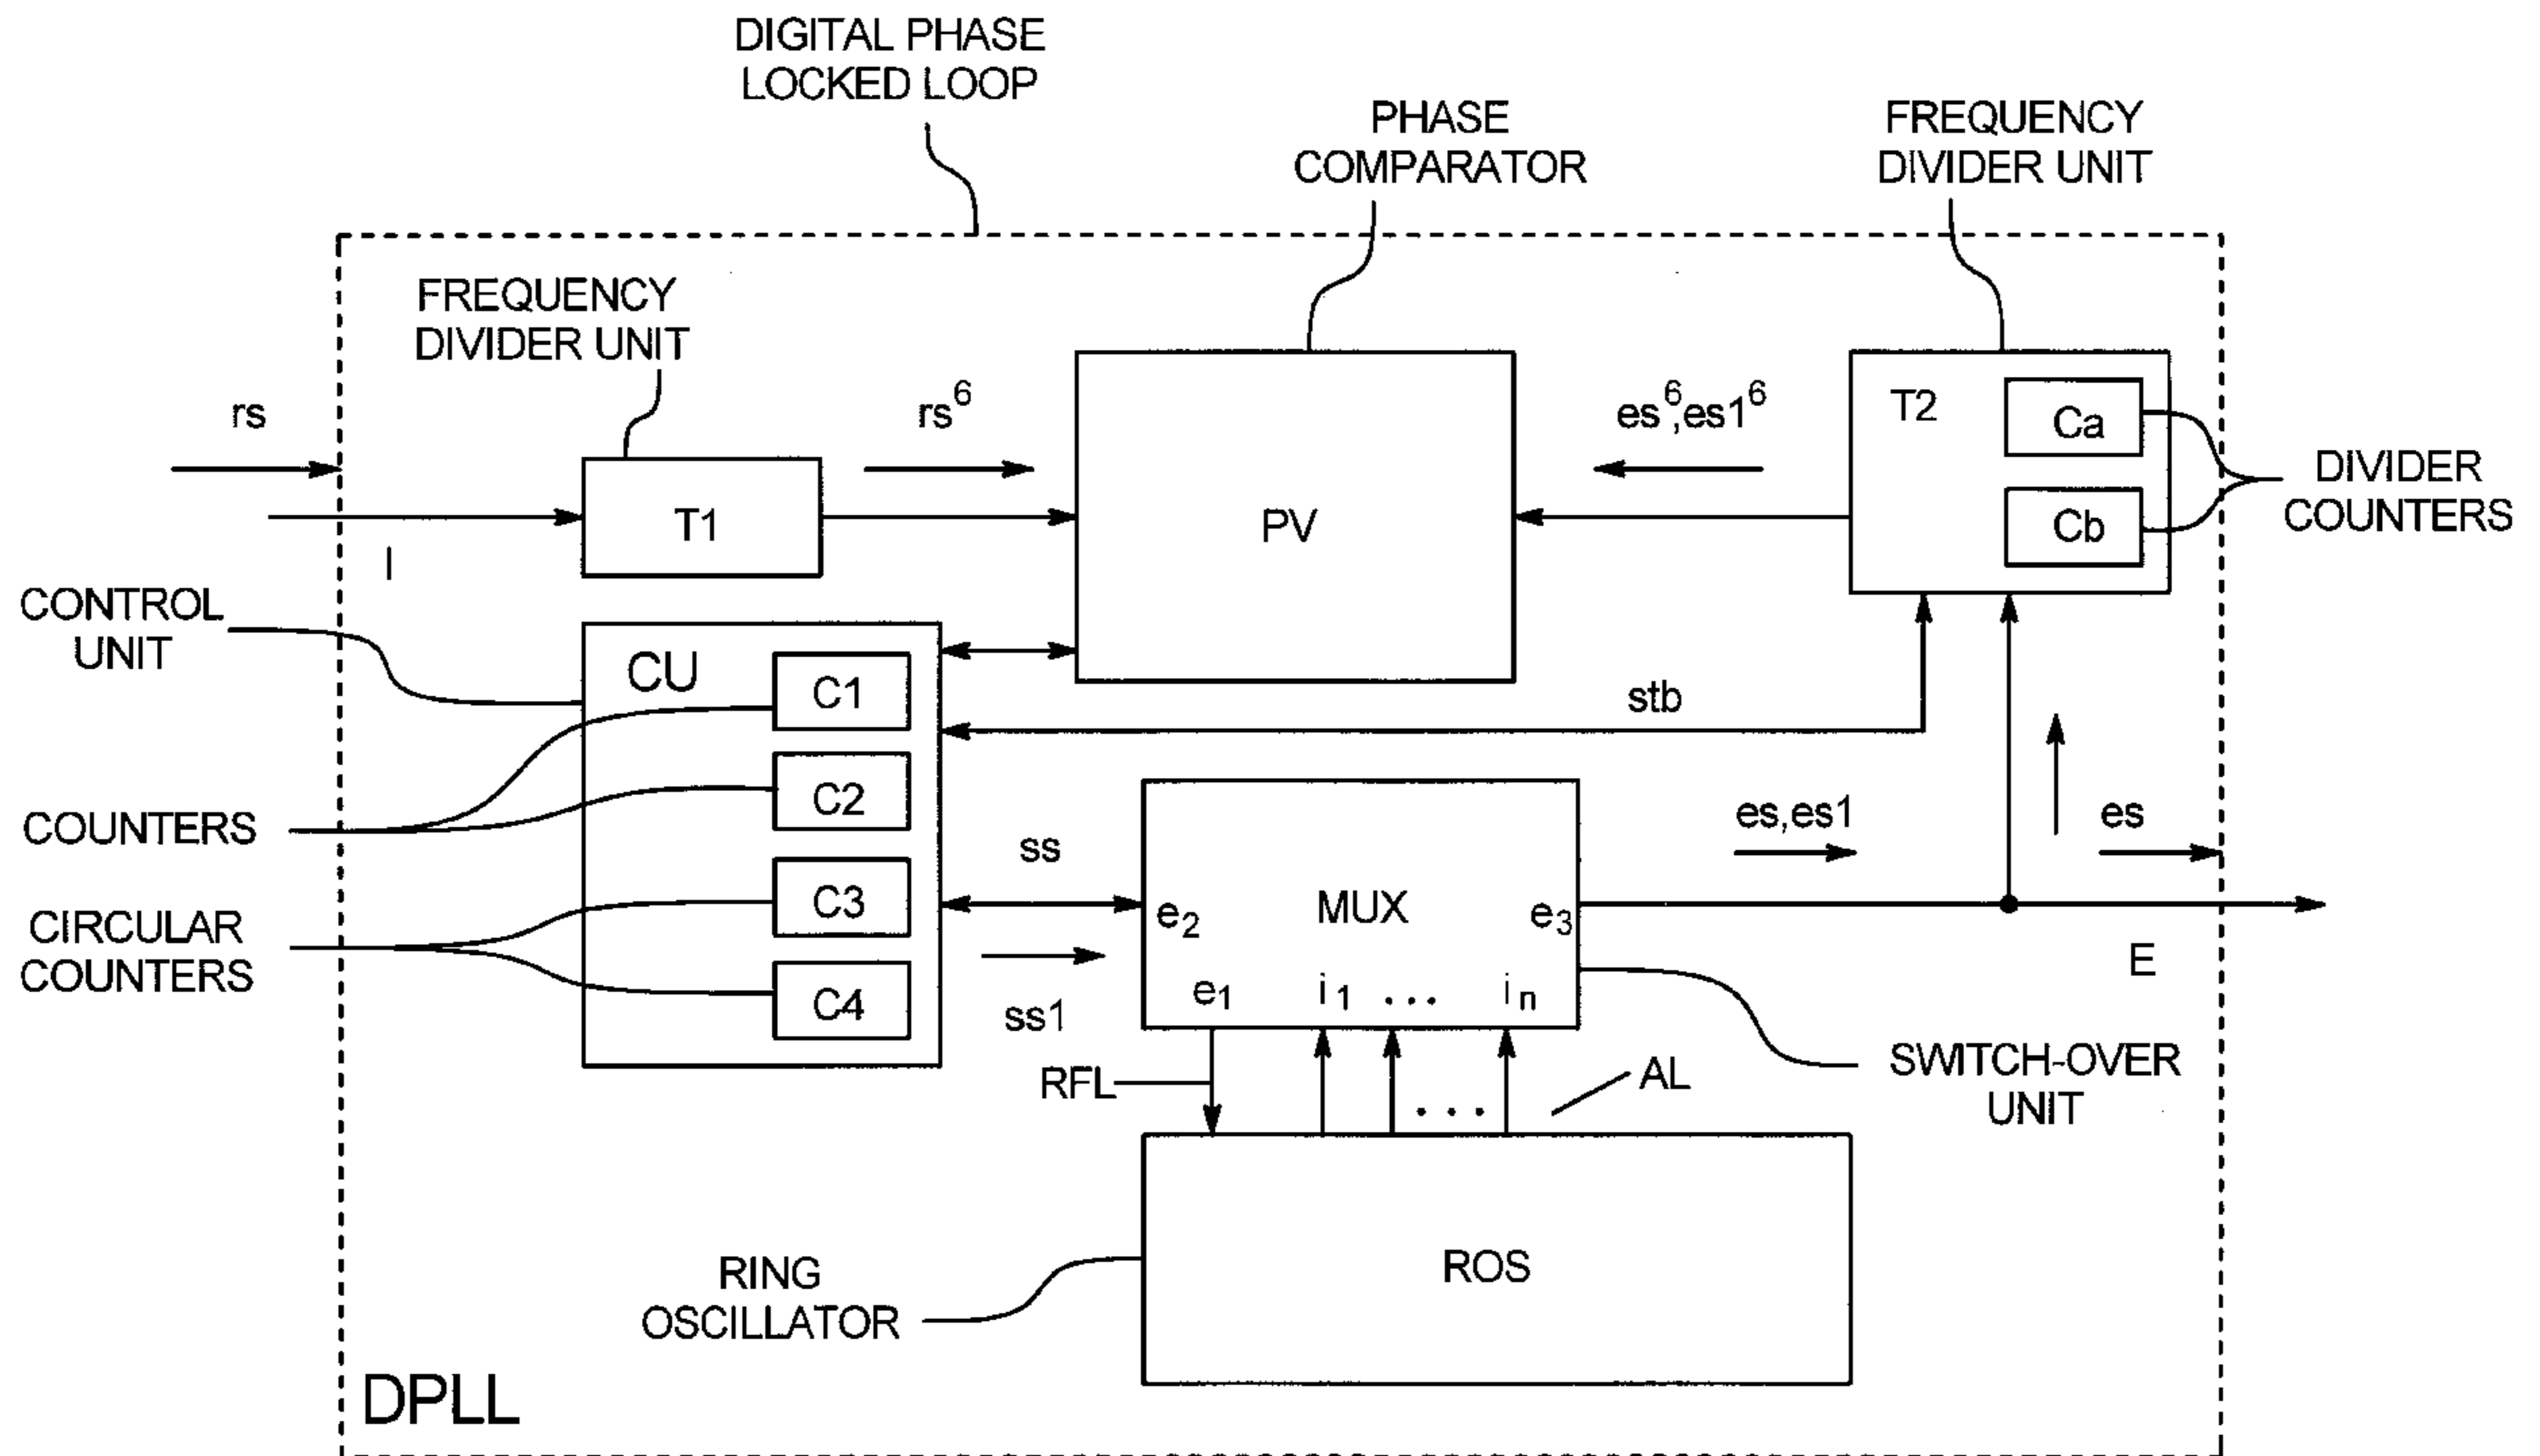 DIGITAL PHASE
LOCKED LOOP
PHASE
COMPARATOR
FREQUENCY
DIVIDER UNIT
FREQUENCY
DIVIDER UNIT
rs
rs⁶
es⁶,es1⁶
T1
PV
T2
Ca
Cb
DIVIDER
COUNTERS
I
CONTROL
UNIT
CU
C1
C2
C3
C4
stb
COUNTERS
CIRCULAR
COUNTERS
ss
ss1
MUX
e₂
e₃
e₁
i₁
...
iₙ
es,es1
es
E
RFL
...
AL
SWITCH-OVER
UNIT
RING
OSCILLATOR
ROS
DPLL